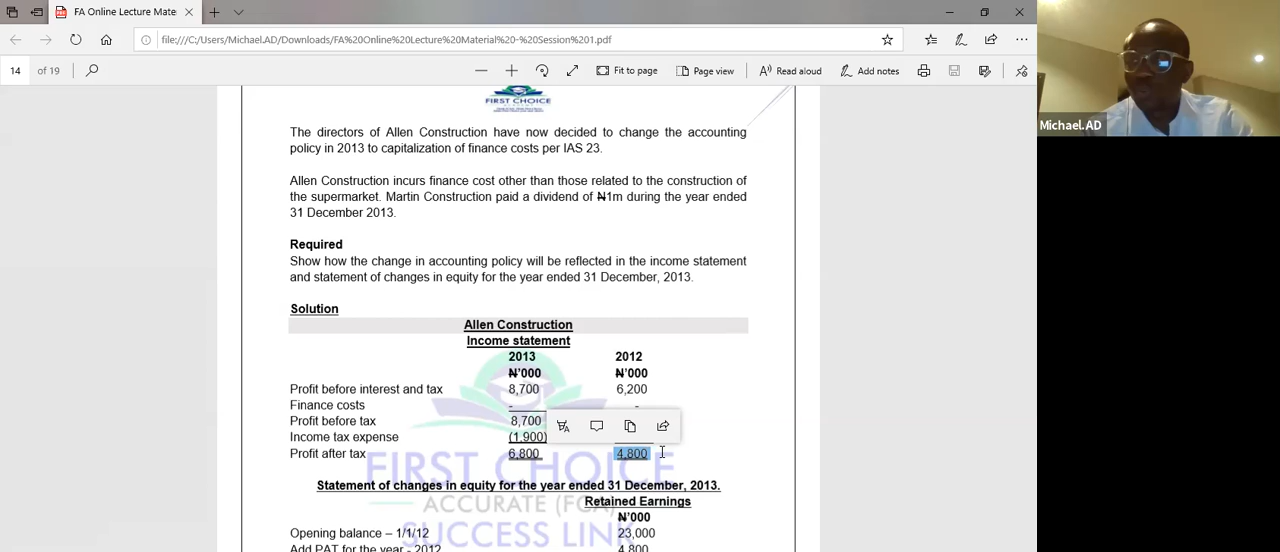 FA Online Lecture Mate
file:///C:/Users/Michael.AD/Downloads/FA%20Online%20Lecture%20Material%20-%20Session%201.pdf
14 of 19 Fit to page Page view Read aloud Add notes
FIRST CHOICE
The directors of Allen Construction have now decided to change the accounting
policy in 2013 to capitalization of finance costs per IAS 23.
Allen Construction incurs finance cost other than those related to the construction of
the supermarket. Martin Construction paid a dividend of ₦1m during the year ended
31 December 2013.
Required
Show how the change in accounting policy will be reflected in the income statement
and statement of changes in equity for the year ended 31 December, 2013.
Solution
Allen Construction
Income statement
2013 2012
₦'000 ₦'000
Profit before interest and tax 8,700 6,200
Finance costs - -
Profit before tax 8,700
Income tax expense (1,900)
Profit after tax 6,800 4,800
FIRST CHOICE
Statement of changes in equity for the year ended 31 December, 2013.
Retained Earnings
ACCURATE (FCA)
₦'000
SUCCESS LINK
Opening balance – 1/1/12 23,000
Add PAT for the year - 2012 4,800
Michael.AD